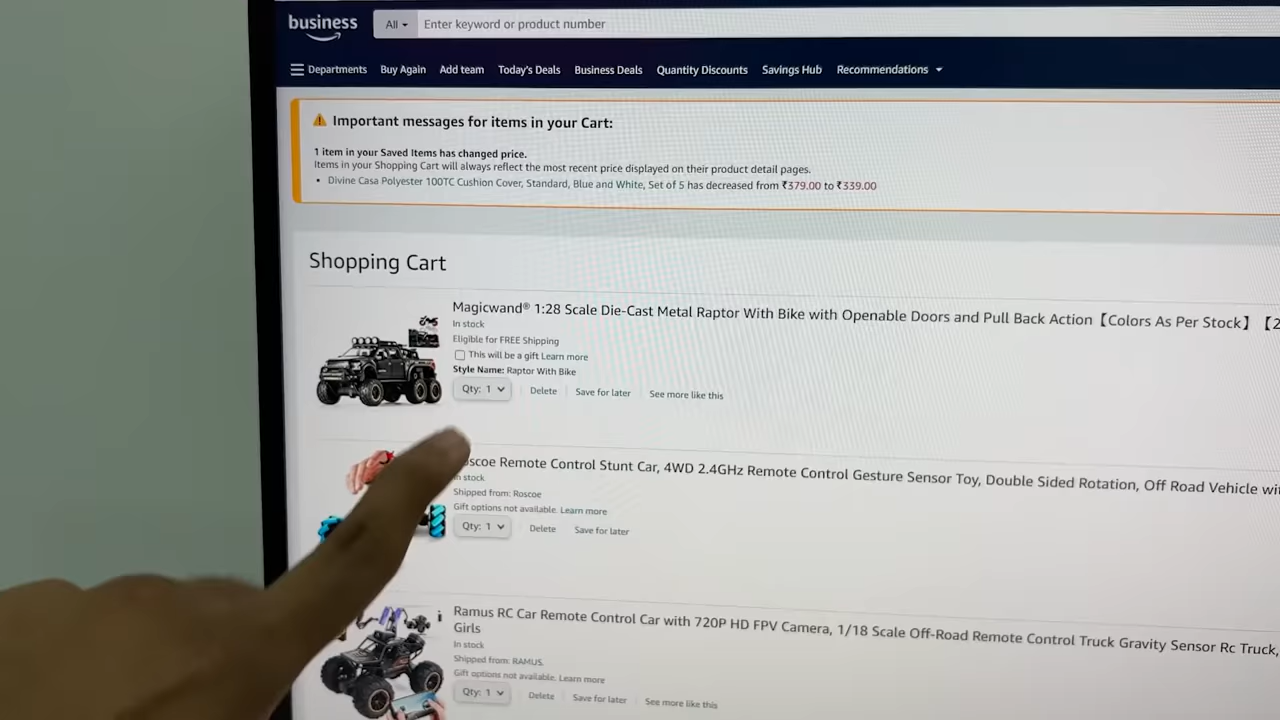 business
All
Enter keyword or product number
Departments Buy Again Add team Today's Deals Business Deals Quantity Discounts Savings Hub Recommendations
Important messages for items in your Cart:
1 item in your Saved Items has changed price.
Items in your Shopping Cart will always reflect the most recent price displayed on their product detail pages.
• Divine Casa Polyester 100TC Cushion Cover, Standard, Blue and White, Set of 5 has decreased from ₹379.00 to ₹339.00
Shopping Cart
Magicwand® 1:28 Scale Die-Cast Metal Raptor With Bike with Openable Doors and Pull Back Action【Colors As Per Stock】【2
In stock
Eligible for FREE Shipping
This will be a gift Learn more
Style Name: Raptor With Bike
Qty: 1 Delete Save for later See more like this
oscoe Remote Control Stunt Car, 4WD 2.4GHz Remote Control Gesture Sensor Toy, Double Sided Rotation, Off Road Vehicle wi
In stock
Shipped from: Roscoe
Gift options not available. Learn more
Qty: 1 Delete Save for later
Ramus RC Car Remote Control Car with 720P HD FPV Camera, 1/18 Scale Off-Road Remote Control Truck Gravity Sensor Rc Truck,
Girls
In stock
Shipped from: RAMUS.
Gift options not available. Learn more
Qty: 1 Delete Save for later See more like this